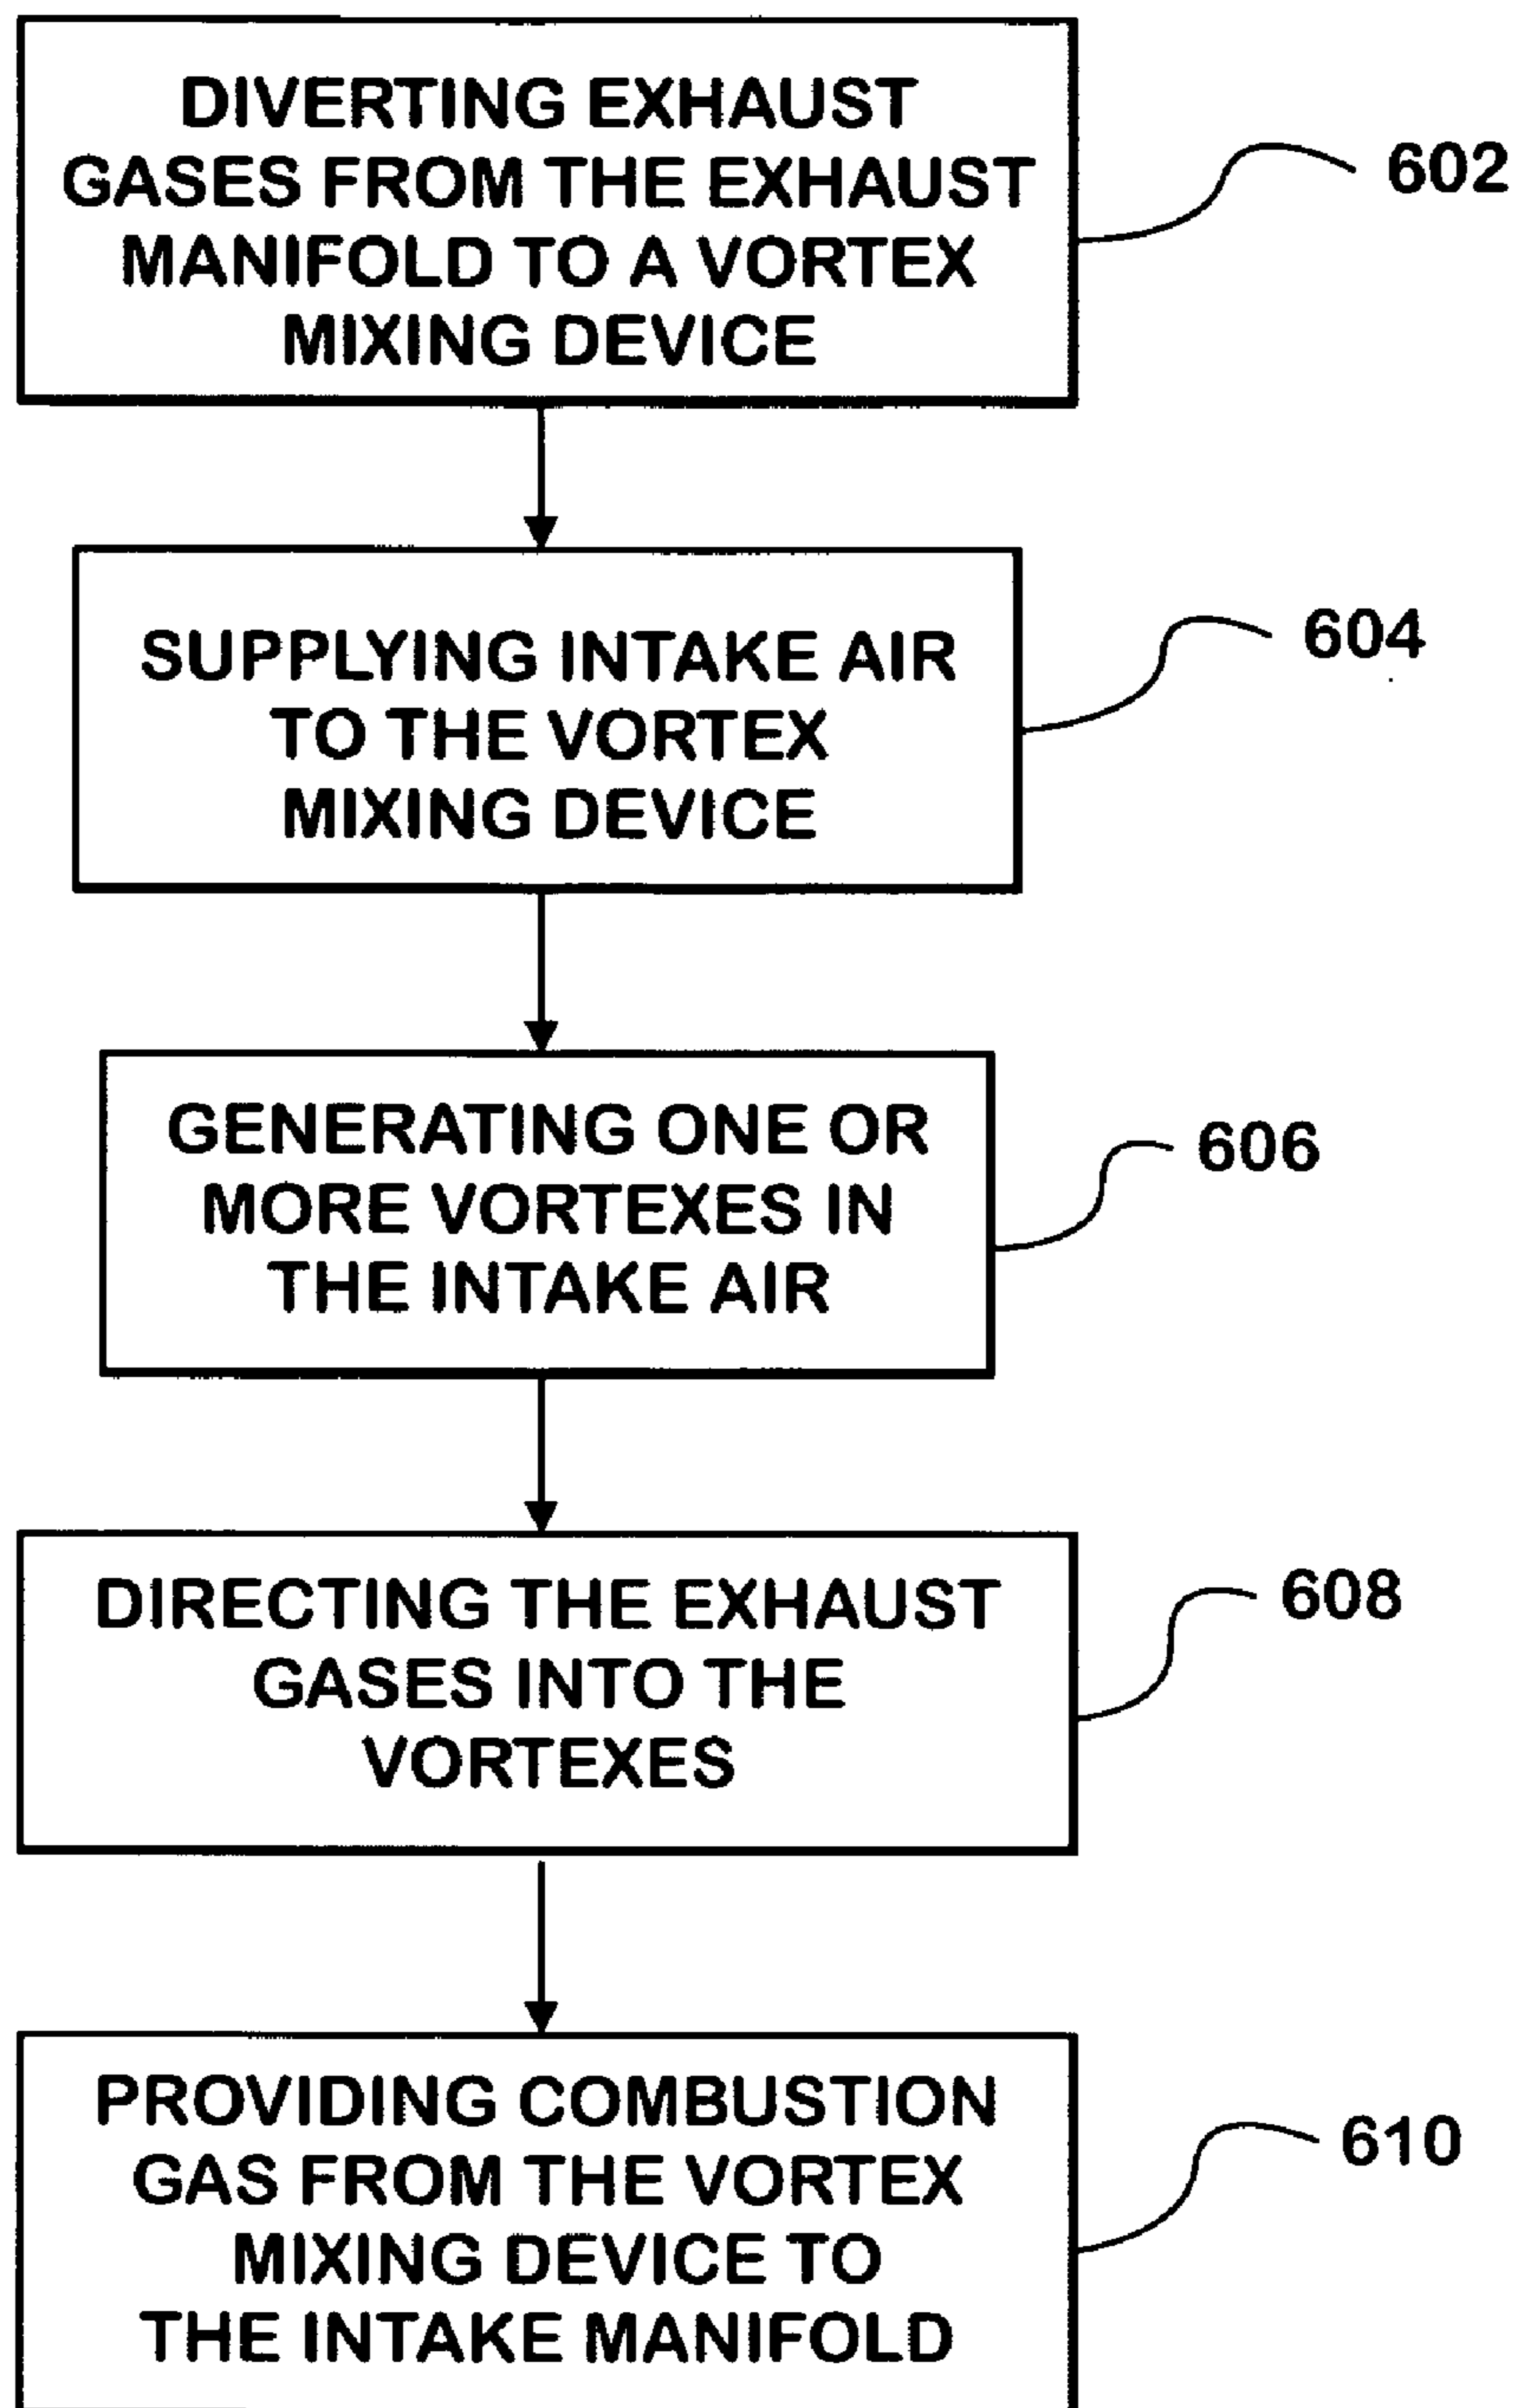 DIVERTING EXHAUST
GASES FROM THE EXHAUST
MANIFOLD TO A VORTEX
MIXING DEVICE
602
SUPPLYING INTAKE AIR
TO THE VORTEX
MIXING DEVICE
604
GENERATING ONE OR
MORE VORTEXES IN
THE INTAKE AIR
606
DIRECTING THE EXHAUST
GASES INTO THE
VORTEXES
608
PROVIDING COMBUSTION
GAS FROM THE VORTEX
MIXING DEVICE TO
THE INTAKE MANIFOLD
610